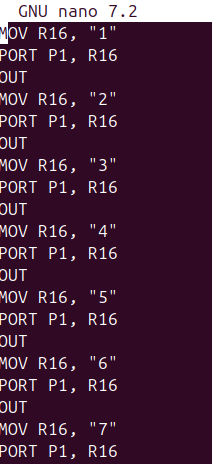 GNU nano 7.2
MOV R16, "1"
PORT P1, R16
OUT
MOV R16, "2"
PORT P1, R16
OUT
MOV R16, "3"
PORT P1, R16
OUT
MOV R16, "4"
PORT P1, R16
OUT
MOV R16, "5"
PORT P1, R16
OUT
MOV R16, "6"
PORT P1, R16
OUT
MOV R16, "7"
PORT P1, R16